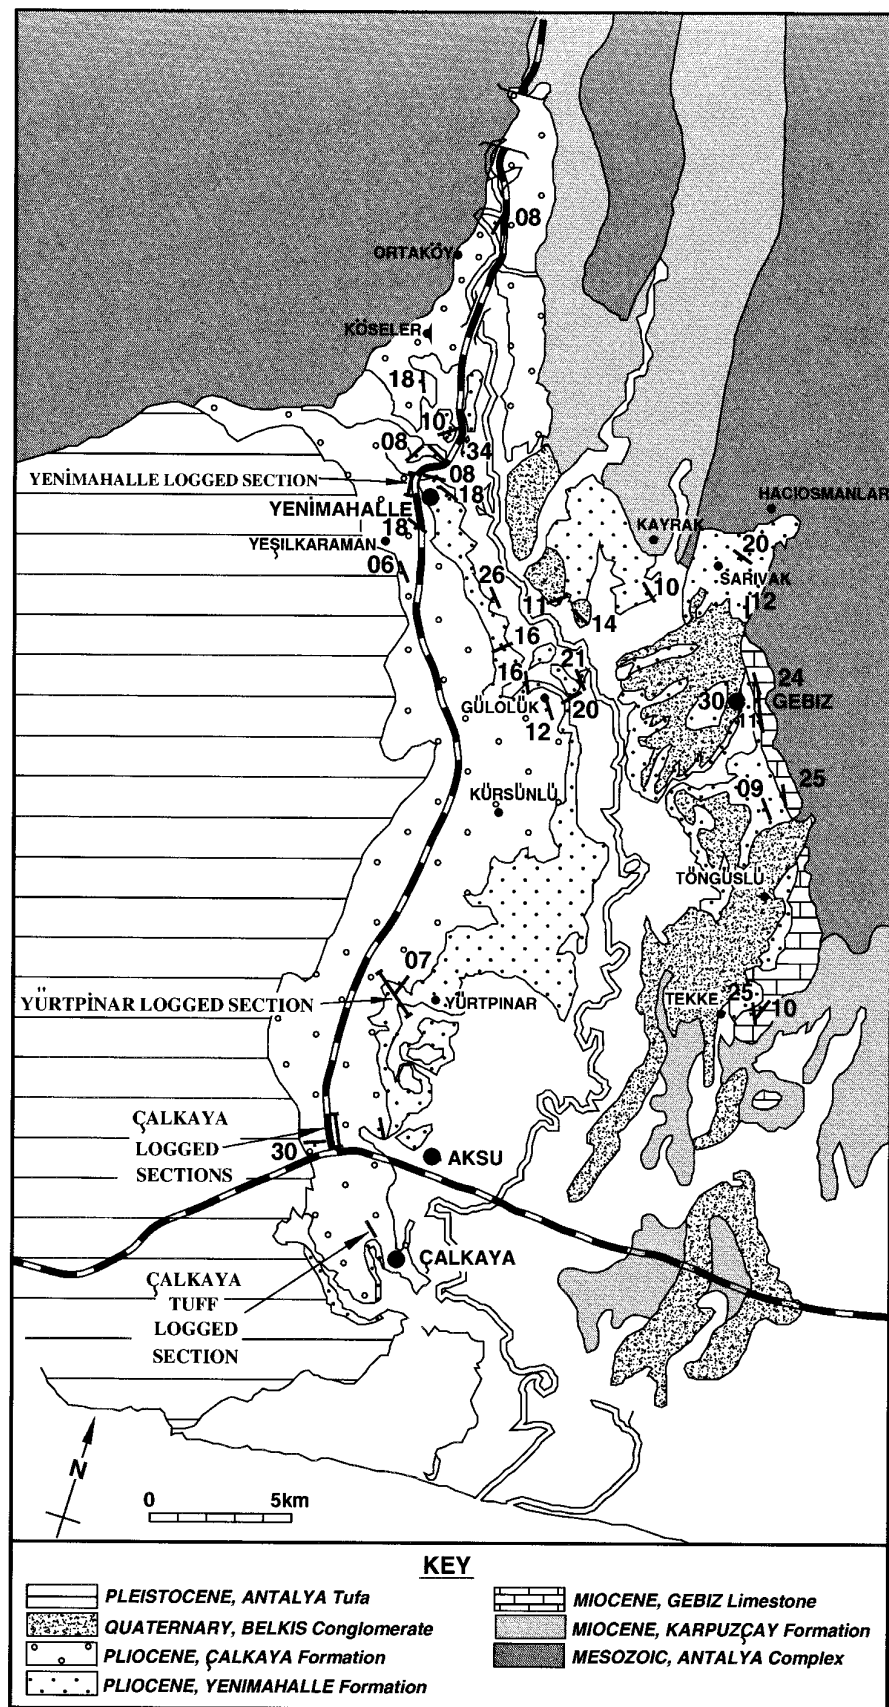 08
ORTAKÖY
KÖSELER
18
10
34
08
YENİMAHALLE LOGGED SECTION
08
18
YENİMAHALLE
HACIOSMANLAR
18
KAYRAK
YEŞILKARAMAN
20
06
SARIVAK
26
10
12
11
14
16
21
24
16
30
GEBIZ
GÜLOLÜK
20
11
12
25
09
KÜRSÜNLÜ
TÖNGÜŞLÜ
07
YÜRTPİNAR LOGGED SECTION
YÜRTPINAR
TEKKE
25
10
ÇALKAYA
LOGGED
SECTIONS
30
AKSU
ÇALKAYA
ÇALKAYA
TUFF
LOGGED
SECTION
N
0 5km
KEY
PLEISTOCENE, ANTALYA Tufa
QUATERNARY, BELKIS Conglomerate
PLIOCENE, ÇALKAYA Formation
PLIOCENE, YENIMAHALLE Formation
MIOCENE, GEBIZ Limestone
MIOCENE, KARPUZÇAY Formation
MESOZOIC, ANTALYA Complex